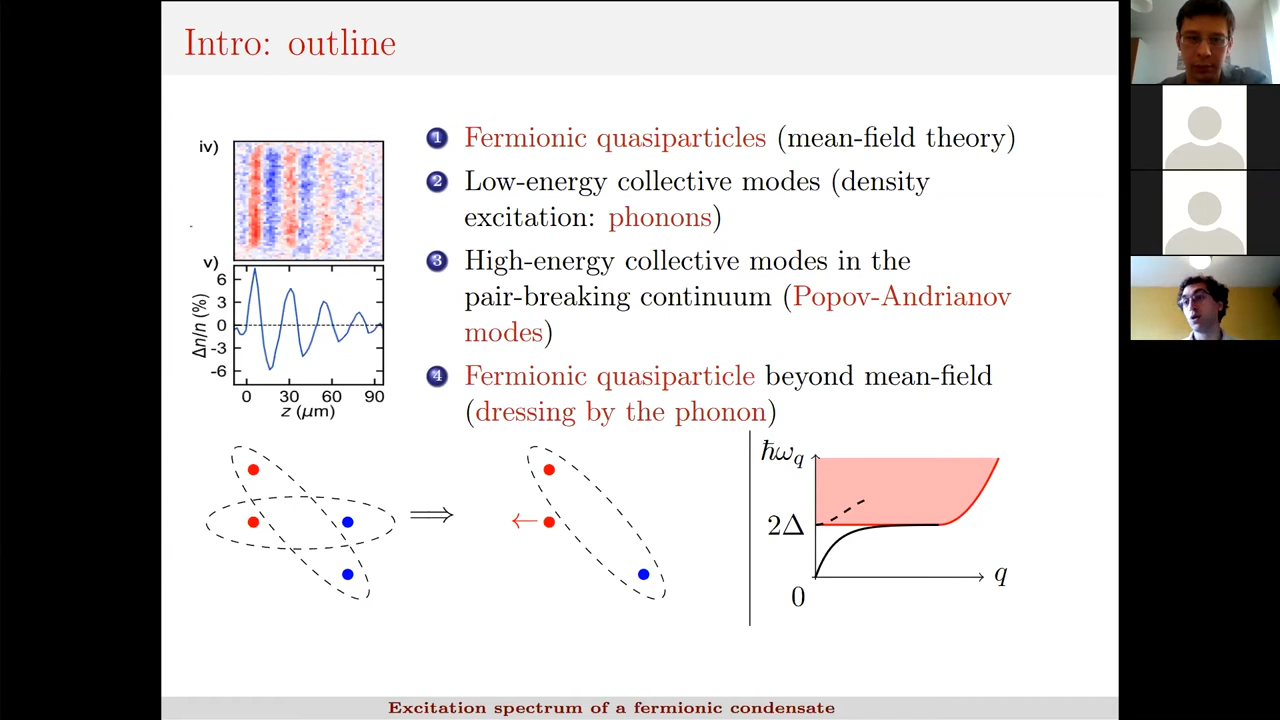 Intro: outline
iv)
v)
6
3
0
-3
-6
Δn/n (%)
0 30 60 90
z (μm)
1 Fermionic quasiparticles (mean-field theory)
2 Low-energy collective modes (density
excitation: phonons)
3 High-energy collective modes in the
pair-breaking continuum (Popov-Andrianov
modes)
4 Fermionic quasiparticle beyond mean-field
(dressing by the phonon)
ħω_q
2Δ
0
q
Excitation spectrum of a fermionic condensate